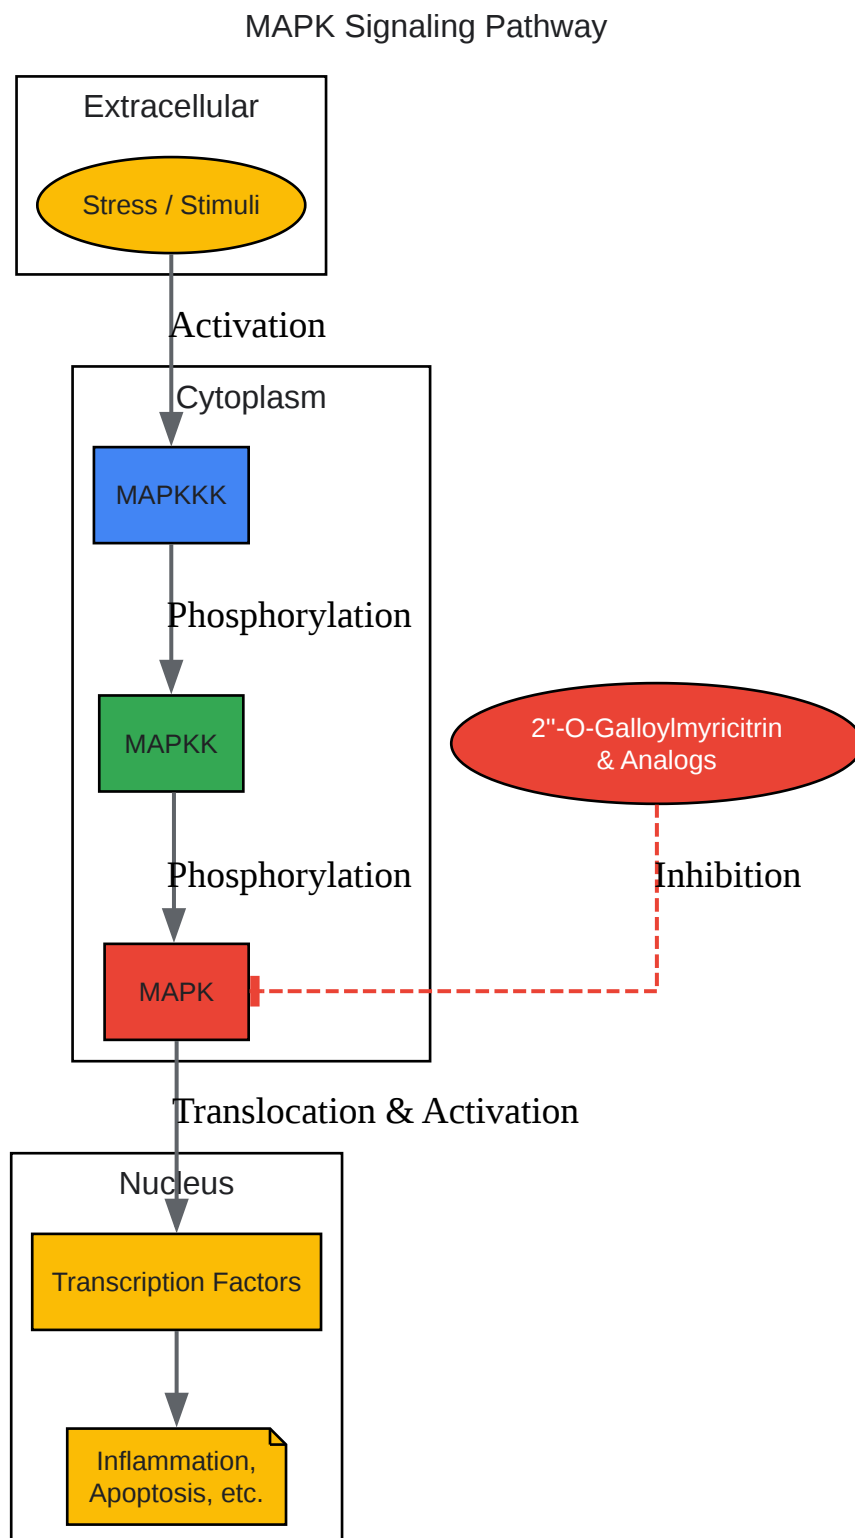 MAPK Signaling Pathway
Extracellular
Stress / Stimuli
Activation
Cytoplasm
MAPKKK
Phosphorylation
MAPKK
2"-O-Galloylmyricitrin
& Analogs
Phosphorylation
Inhibition
MAPK
Translocation & Activation
Nucleus
Transcription Factors
Inflammation,
Apoptosis, etc.